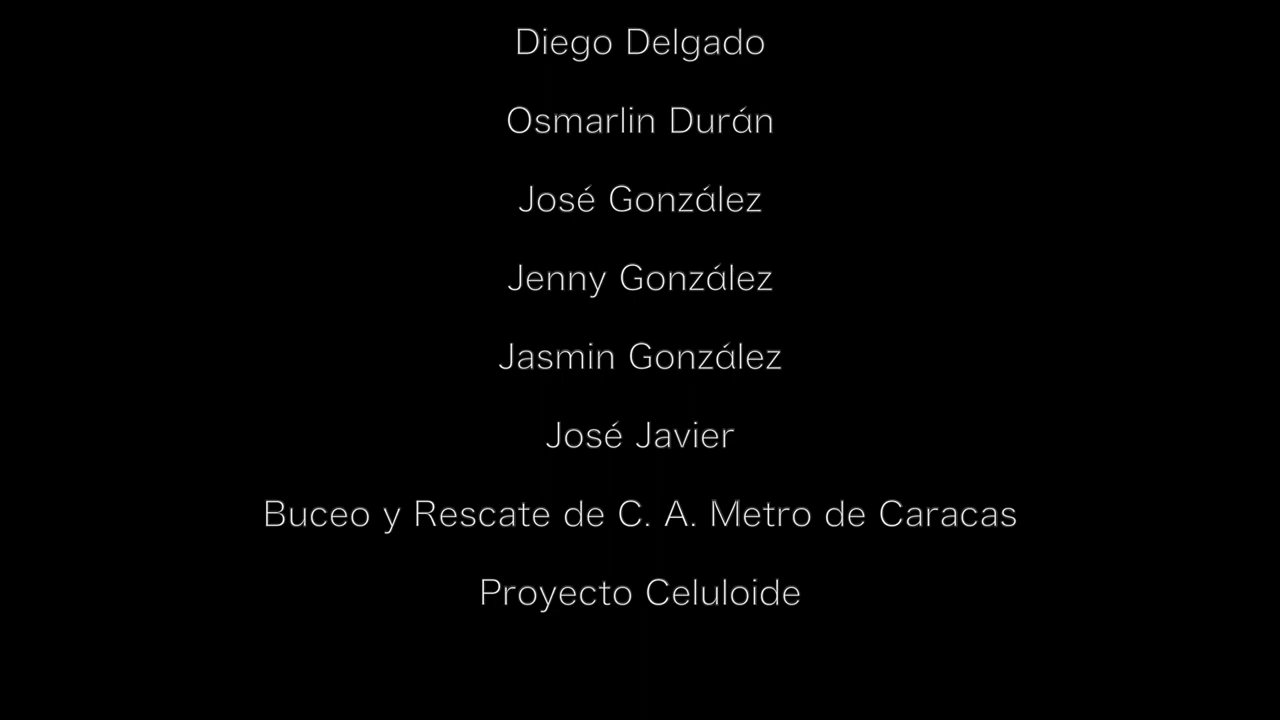 Diego Delgado
Osmarlin Durán
José González
Jenny González
Jasmin González
José Javier
Buceo y Rescate de C. A. Metro de Caracas
Proyecto Celuloide